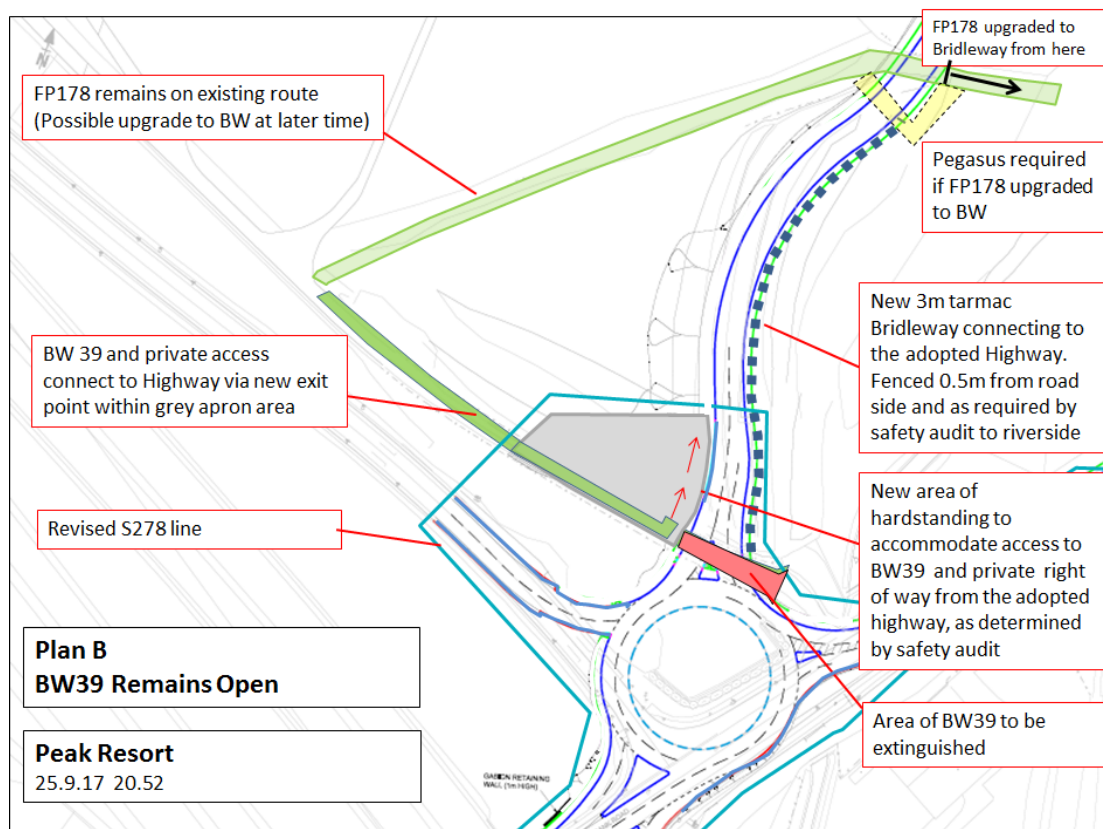 N
FP178 upgraded to
Bridleway from here
FP178 remains on existing route
(Possible upgrade to BW at later time)
Pegasus required
if FP178 upgraded
to BW
New 3m tarmac
Bridleway connecting to
the adopted Highway.
Fenced 0.5m from road
side and as required by
safety audit to riverside
BW 39 and private access
connect to Highway via new exit
point within grey apron area
New area of
hardstanding to
accommodate access to
BW39 and private right
of way from the adopted
highway, as determined
by safety audit
Revised S278 line
Plan B
BW39 Remains Open
Area of BW39 to be
extinguished
Peak Resort
25.9.17 20.52
GABION RETAINING
WALL (1m HIGH)